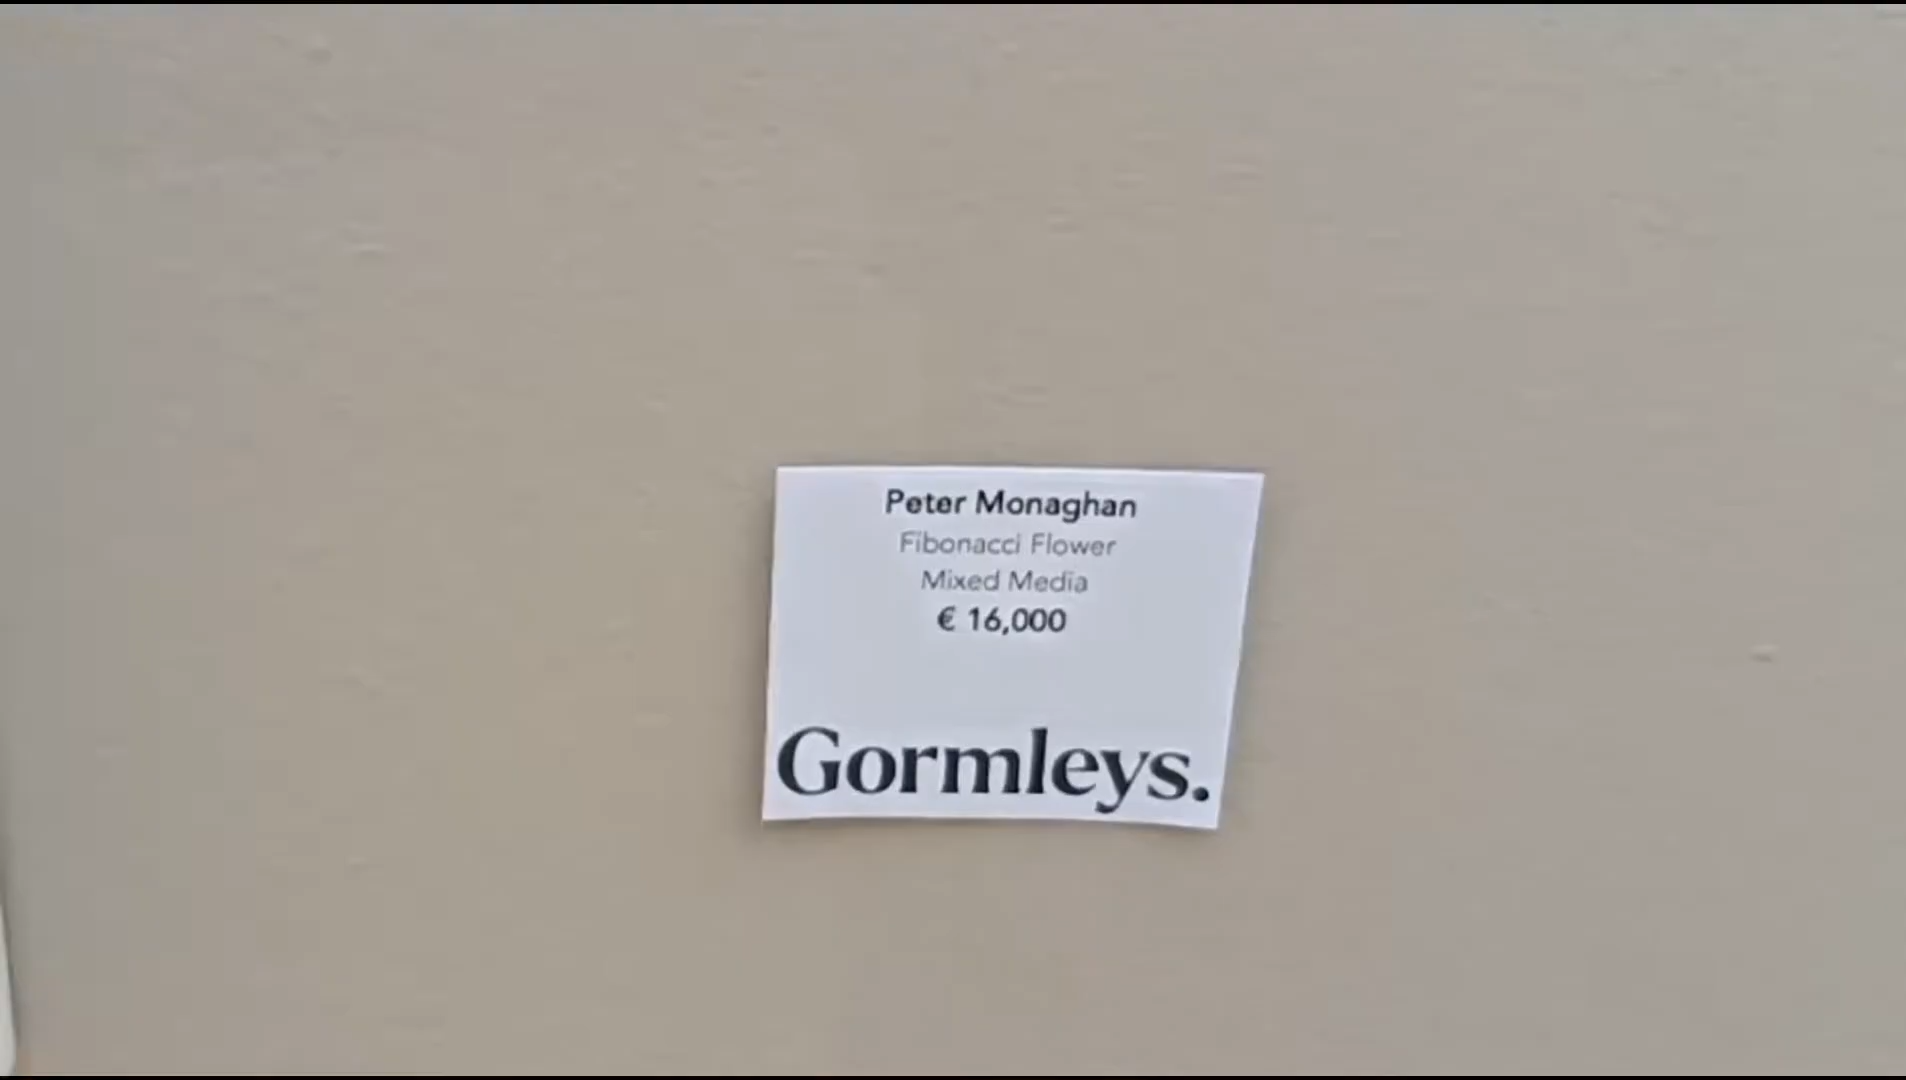 Peter Monaghan
Fibonacci Flower
Mixed Media
€ 16,000
Gormleys.